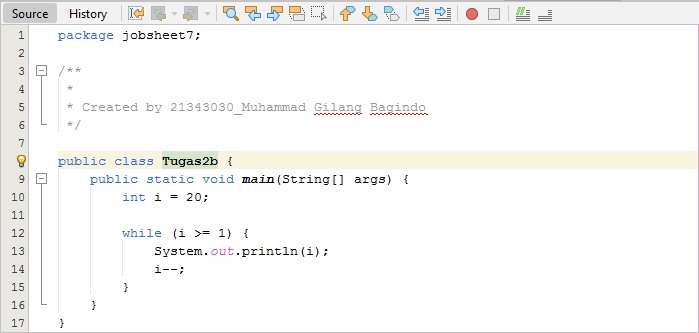 Source History
1 package jobsheet7;
2
3 /**
4 *
5 * Created by 21343030_Muhammad Gilang Bagindo
6 */
7
public class Tugas2b {
9 public static void main(String[] args) {
10 int i = 20;
11
12 while (i >= 1) {
13 System.out.println(i);
14 i--;
15 }
16 }
17 }